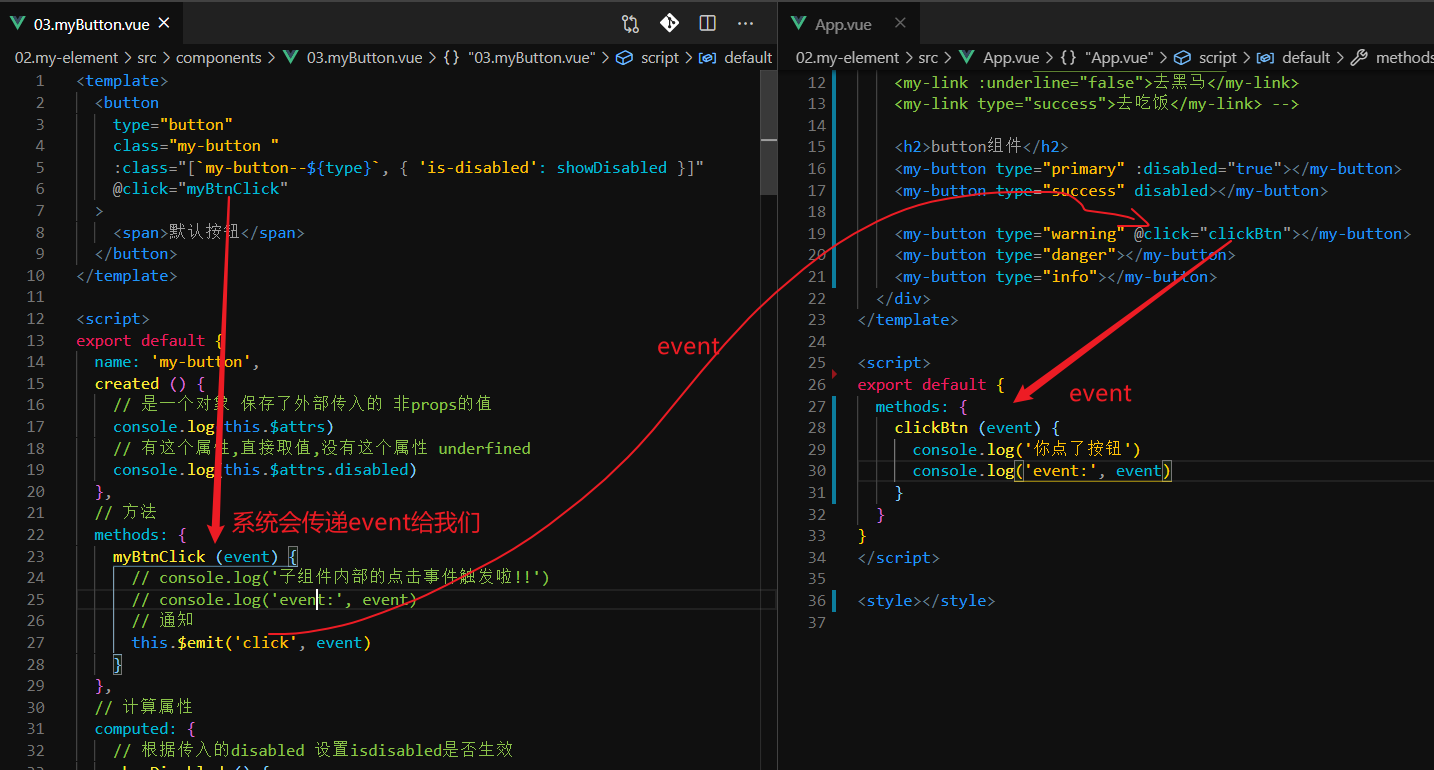 03.myButton.vue
02.my-element > src > components > 03.myButton.vue > {} "03.myButton.vue" > script > default
1 <template>
2 <button
3 type="button"
4 class="my-button "
5 :class="[`my-button--${type}`, { 'is-disabled': showDisabled }]"
6 @click="myBtnClick"
7 >
8 <span>默认按钮</span>
9 </button>
10 </template>
11
12 <script>
13 export default {
14 name: 'my-button',
15 created () {
16 // 是一个对象 保存了外部传入的 非props的值
17 console.log(this.$attrs)
18 // 有这个属性,直接取值,没有这个属性 underfined
19 console.log(this.$attrs.disabled)
20 },
21 // 方法
22 methods: {
系统会传递event给我们
23 myBtnClick (event) {
24 // console.log('子组件内部的点击事件触发啦!!')
25 // console.log('event:', event)
26 // 通知
27 this.$emit('click', event)
28 }
29 },
30 // 计算属性
31 computed: {
32 // 根据传入的disabled 设置isdisabled是否生效
event
App.vue
02.my-element > src > App.vue > {} "App.vue" > script > default > methods
12 <my-link :underline="false">去黑马</my-link>
13 <my-link type="success">去吃饭</my-link> -->
14
15 <h2>button组件</h2>
16 <my-button type="primary" :disabled="true"></my-button>
17 <my-button type="success" disabled></my-button>
18
19 <my-button type="warning" @click="clickBtn"></my-button>
20 <my-button type="danger"></my-button>
21 <my-button type="info"></my-button>
22 </div>
23 </template>
24
25 <script>
26 export default {
event
27 methods: {
28 clickBtn (event) {
29 console.log('你点了按钮')
30 console.log('event:', event)
31 }
32 }
33 }
34 </script>
35
36 <style></style>
37